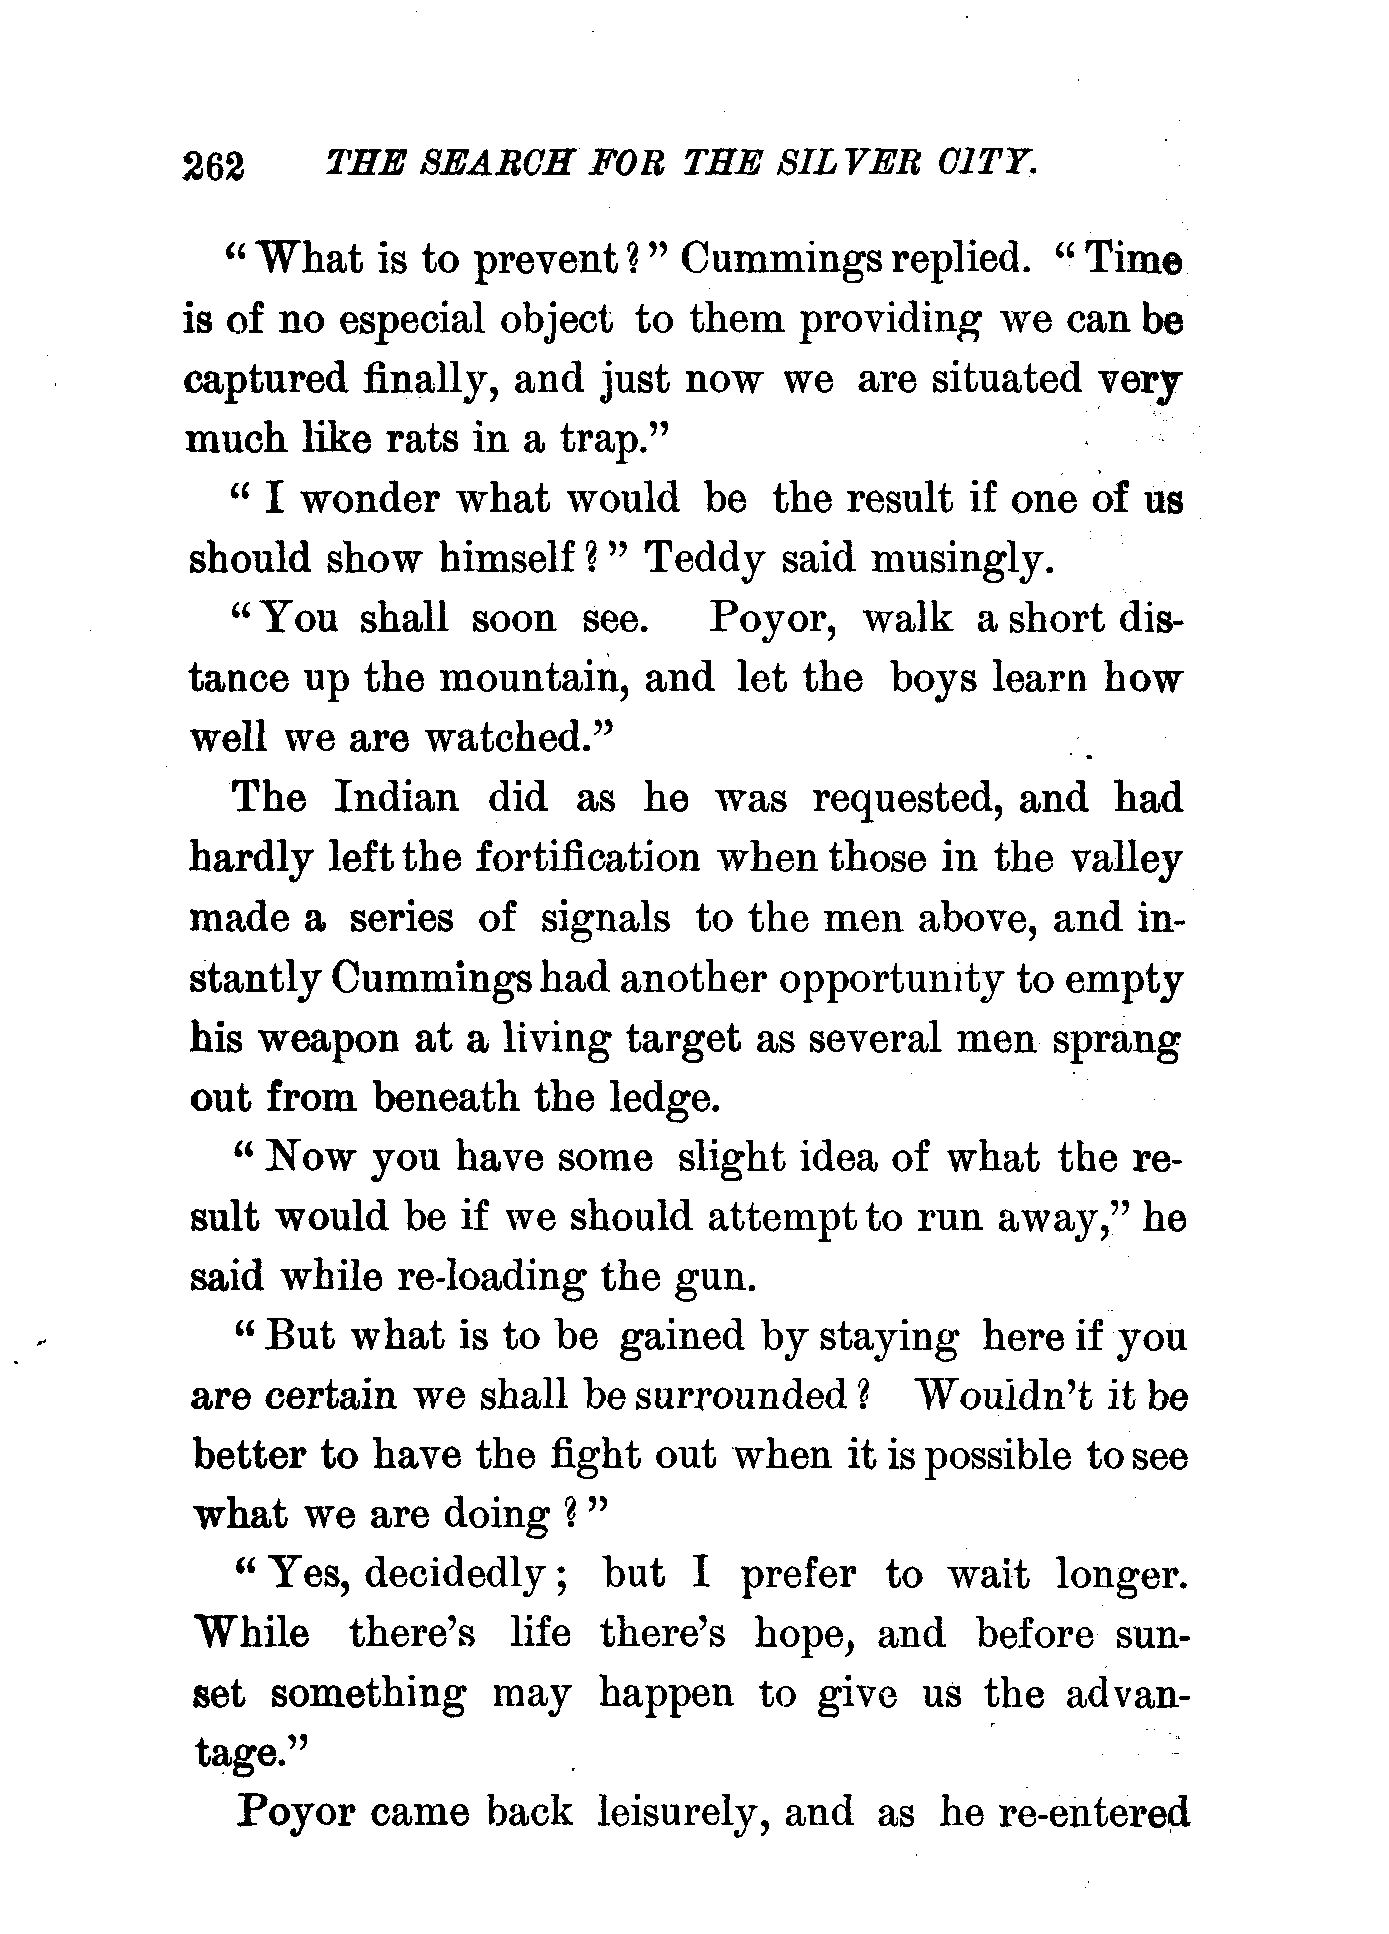 262 THE SEARCH FOR THE SILVER CITY.
"What is to prevent?" Cummings replied. "Time
is of no especial object to them providing we can be
captured finally, and just now we are situated very
much like rats in a trap."
"I wonder what would be the result if one of us
should show himself?" Teddy said musingly.
"You shall soon see. Poyor, walk a short dis-
tance up the mountain, and let the boys learn how
well we are watched."
The Indian did as he was requested, and had
hardly left the fortification when those in the valley
made a series of signals to the men above, and in-
stantly Cummings had another opportunity to empty
his weapon at a living target as several men sprang
out from beneath the ledge.
"Now you have some slight idea of what the re-
sult would be if we should attempt to run away," he
said while re-loading the gun.
"But what is to be gained by staying here if you
are certain we shall be surrounded? Wouldn't it be
better to have the fight out when it is possible to see
what we are doing?"
"Yes, decidedly; but I prefer to wait longer.
While there's life there's hope, and before sun-
set something may happen to give us the advan-
tage."
Poyor came back leisurely, and as he re-entered